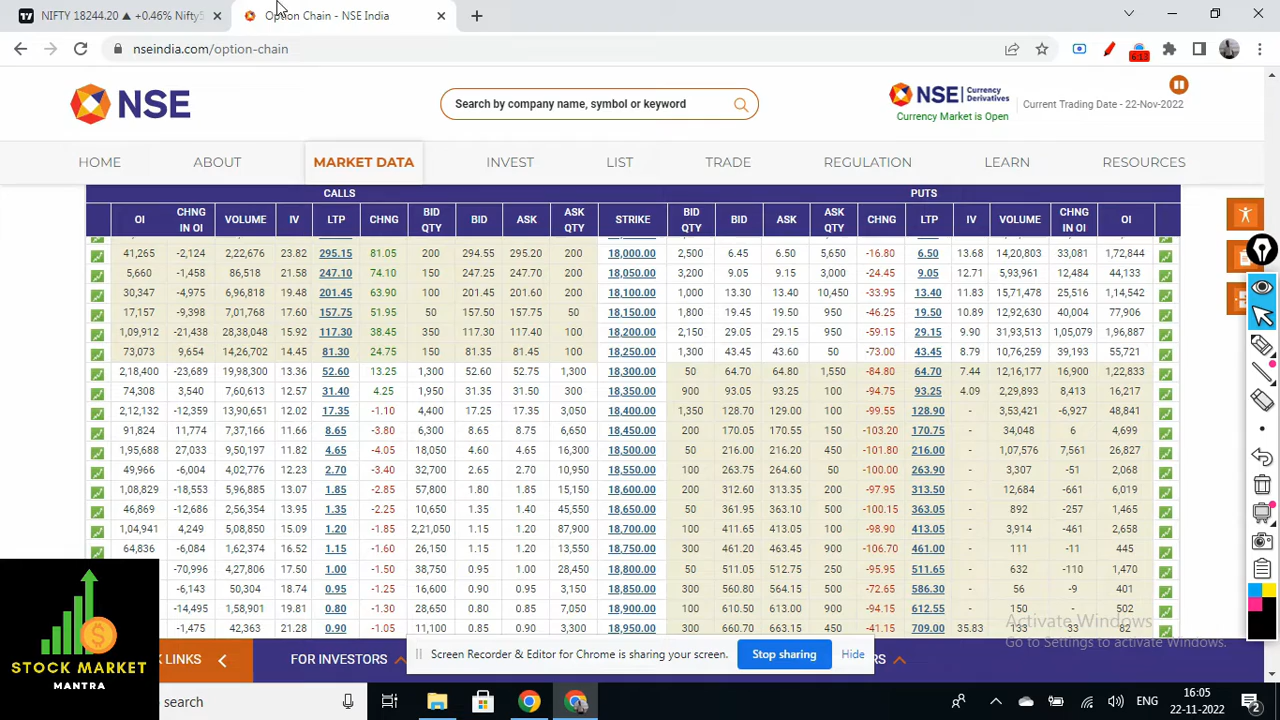 NIFTY 18244.20 ▲ +0.46% Nifty5
Option Chain - NSE India
nseindia.com/option-chain
6:13
NSE
Search by company name, symbol or keyword
NSE Currency Derivatives
Currency Market is Open
Current Trading Date - 22-Nov-2022
HOME ABOUT MARKET DATA INVEST LIST TRADE REGULATION LEARN RESOURCES
CALLS PUTS
OI CHNG IN OI VOLUME IV LTP CHNG BID QTY BID ASK ASK QTY STRIKE BID QTY BID ASK ASK QTY CHNG LTP IV VOLUME CHNG IN OI OI
41,265 -2,124 2,22,676 23.82 295.15 81.05 200 294.55 295.20 200 18,000.00 2,500 6.45 6.50 5,650 -16.80 6.50 13.68 14,20,803 33,081 1,72,844
5,660 -1,458 86,518 21.58 247.10 74.10 150 247.25 247.70 200 18,050.00 3,200 9.05 9.15 3,000 -24.45 9.05 12.71 5,93,961 12,484 44,133
30,347 -4,975 6,96,818 19.48 201.45 63.90 100 201.45 201.60 200 18,100.00 1,000 13.30 13.40 10,450 -33.95 13.40 11.83 15,71,478 25,516 1,14,542
17,157 -9,398 7,01,768 17.60 157.75 51.95 50 157.50 157.75 50 18,150.00 1,800 19.45 19.50 950 -46.25 19.50 10.89 12,92,630 40,004 77,906
1,09,912 -21,438 28,38,048 15.92 117.30 38.45 350 117.30 117.40 100 18,200.00 2,150 29.05 29.15 950 -59.15 29.15 9.90 31,93,513 1,05,079 1,96,887
73,073 9,654 14,26,702 14.45 81.30 24.75 150 81.35 81.45 100 18,250.00 1,300 43.45 43.60 50 -73.00 43.45 8.79 10,76,259 39,193 55,721
2,18,400 -23,689 19,98,300 13.36 52.60 13.25 1,300 52.60 52.75 1,300 18,300.00 50 64.70 64.80 1,550 -84.80 64.70 7.44 12,16,177 16,900 1,22,833
74,308 3,540 7,60,613 12.57 31.40 4.25 1,950 31.35 31.50 300 18,350.00 900 93.05 93.25 100 -94.75 93.25 4.09 2,29,893 8,413 16,217
2,12,132 -12,359 13,90,651 12.02 17.35 -1.10 4,400 17.25 17.35 3,050 18,400.00 1,350 128.70 129.00 100 -99.55 128.90 - 3,53,421 -6,927 48,841
91,824 11,774 7,37,166 11.66 8.65 -3.80 6,300 8.65 8.75 6,650 18,450.00 200 170.05 170.55 150 -103.20 170.75 - 34,048 6 4,699
1,95,688 27,033 9,50,197 11.82 4.65 -4.05 18,050 4.60 4.65 16,300 18,500.00 50 216.00 216.20 450 -101.80 216.00 - 1,07,576 7,361 26,827
49,966 -6,004 4,02,776 12.23 2.70 -3.40 32,700 2.65 2.70 10,950 18,550.00 50 263.75 264.60 50 -100.00 263.90 - 3,307 -51 2,068
1,08,829 -18,553 5,96,885 13.07 1.85 -2.85 57,800 1.80 1.85 15,150 18,600.00 200 312.60 313.35 200 -97.95 313.50 - 12,684 -661 6,019
46,869 -12,686 2,56,354 13.95 1.35 -2.25 10,650 1.35 1.40 45,550 18,650.00 50 361.95 363.10 500 -100.15 363.05 - 892 -257 1,465
1,04,941 4,249 5,08,850 15.09 1.20 -1.85 2,21,050 1.15 1.20 87,900 18,700.00 100 411.65 413.10 50 -98.90 413.05 - 3,914 -461 2,658
64,836 -6,084 1,62,374 16.52 1.15 -1.60 26,150 1.15 1.20 13,550 18,750.00 300 461.20 463.45 900 -106.70 461.00 - 111 -11 445
-70,996 4,27,806 17.50 1.00 -1.50 38,750 0.95 1.00 28,450 18,800.00 50 511.05 512.75 250 -95.95 511.65 - 632 -110 1,470
-6,143 50,304 18.74 0.95 -1.25 16,600 0.90 0.95 3,150 18,850.00 300 560.80 564.15 500 -72.65 586.30 - 56 -9 401
-14,495 1,58,901 19.81 0.80 -1.30 28,650 0.80 0.85 7,050 18,900.00 100 610.50 613.00 900 -94.15 612.55 - 150 - 502
-1,475 42,363 21.28 0.90 -1.05 11,100 0.85 0.90 3,300 18,950.00 300 660.70 663.15 450 -41.15 709.00 35.83 133 33 82
Activate Windows
Go to Settings to activate Windows.
STOCK MARKET
MANTRA
LINKS FOR INVESTORS
Screen Recorder & Editor for Chrome is sharing your screen. Stop sharing Hide
RS
search
ENG
16:05
22-11-2022
2